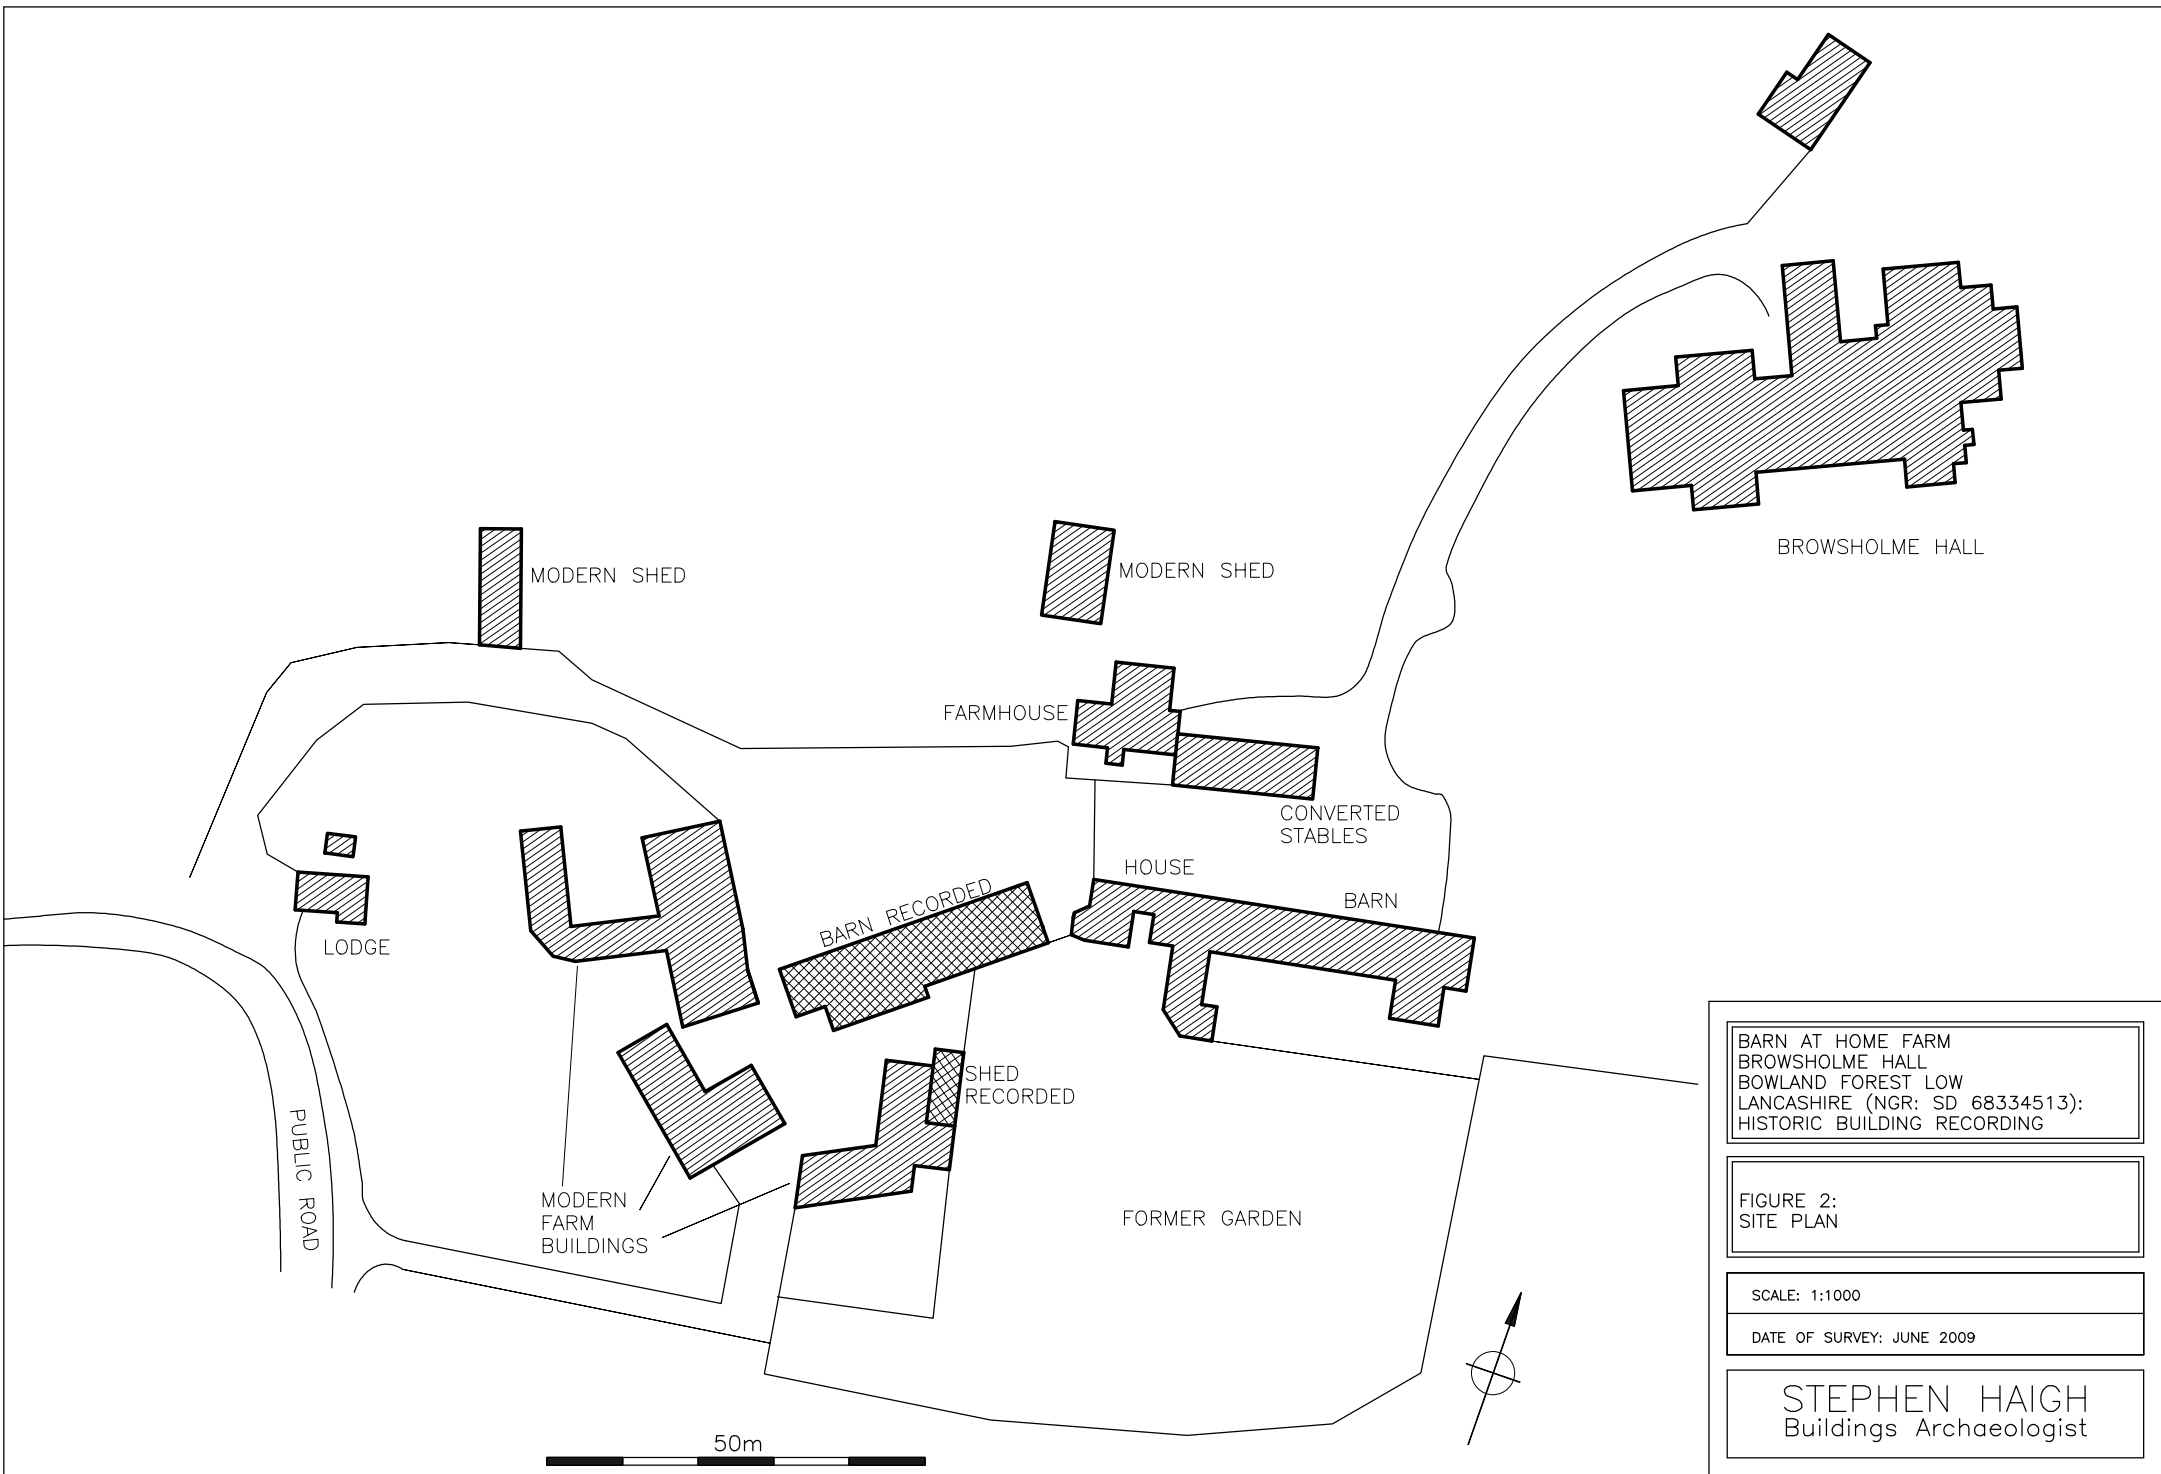 BROWSHOLME HALL
MODERN SHED
MODERN SHED
FARMHOUSE
CONVERTED
STABLES
HOUSE
BARN
BARN RECORDED
LODGE
SHED
RECORDED
PUBLIC ROAD
MODERN
FARM
BUILDINGS
FORMER GARDEN
50m
BARN AT HOME FARM
BROWSHOLME HALL
BOWLAND FOREST LOW
LANCASHIRE (NGR: SD 68334513):
HISTORIC BUILDING RECORDING
FIGURE 2:
SITE PLAN
SCALE: 1:1000
DATE OF SURVEY: JUNE 2009
STEPHEN HAIGH
Buildings Archaeologist